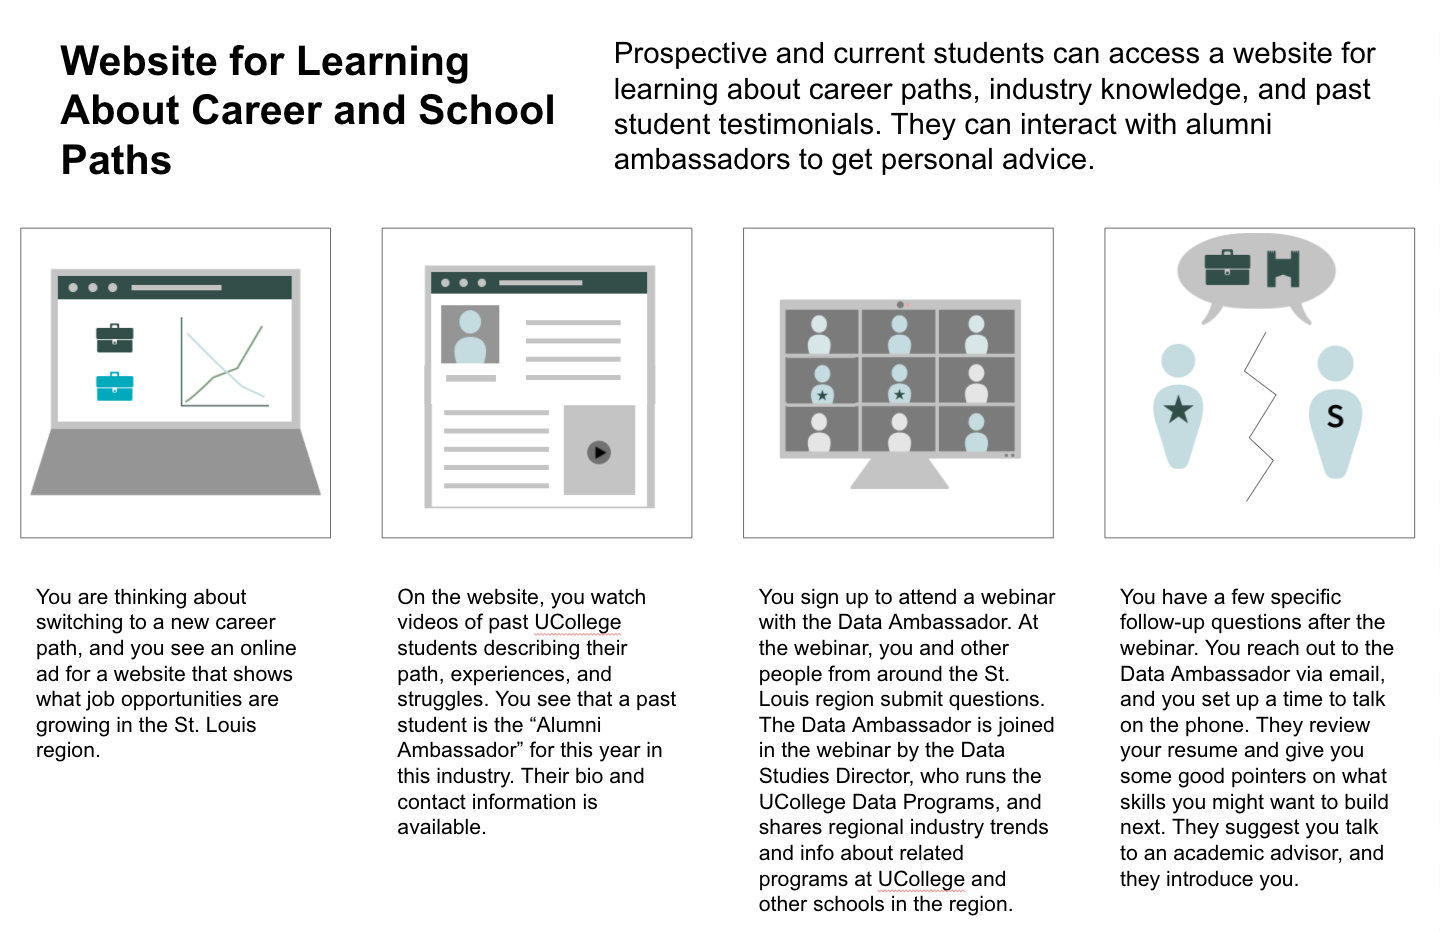 Website for Learning
About Career and School
Paths
Prospective and current students can access a website for
learning about career paths, industry knowledge, and past
student testimonials. They can interact with alumni
ambassadors to get personal advice.
S
You are thinking about
switching to a new career
path, and you see an online
ad for a website that shows
what job opportunities are
growing in the St. Louis
region.
On the website, you watch
videos of past UCollege
students describing their
path, experiences, and
struggles. You see that a past
student is the “Alumni
Ambassador” for this year in
this industry. Their bio and
contact information is
available.
You sign up to attend a webinar
with the Data Ambassador. At
the webinar, you and other
people from around the St.
Louis region submit questions.
The Data Ambassador is joined
in the webinar by the Data
Studies Director, who runs the
UCollege Data Programs, and
shares regional industry trends
and info about related
programs at UCollege and
other schools in the region.
You have a few specific
follow-up questions after the
webinar. You reach out to the
Data Ambassador via email,
and you set up a time to talk
on the phone. They review
your resume and give you
some good pointers on what
skills you might want to build
next. They suggest you talk
to an academic advisor, and
they introduce you.